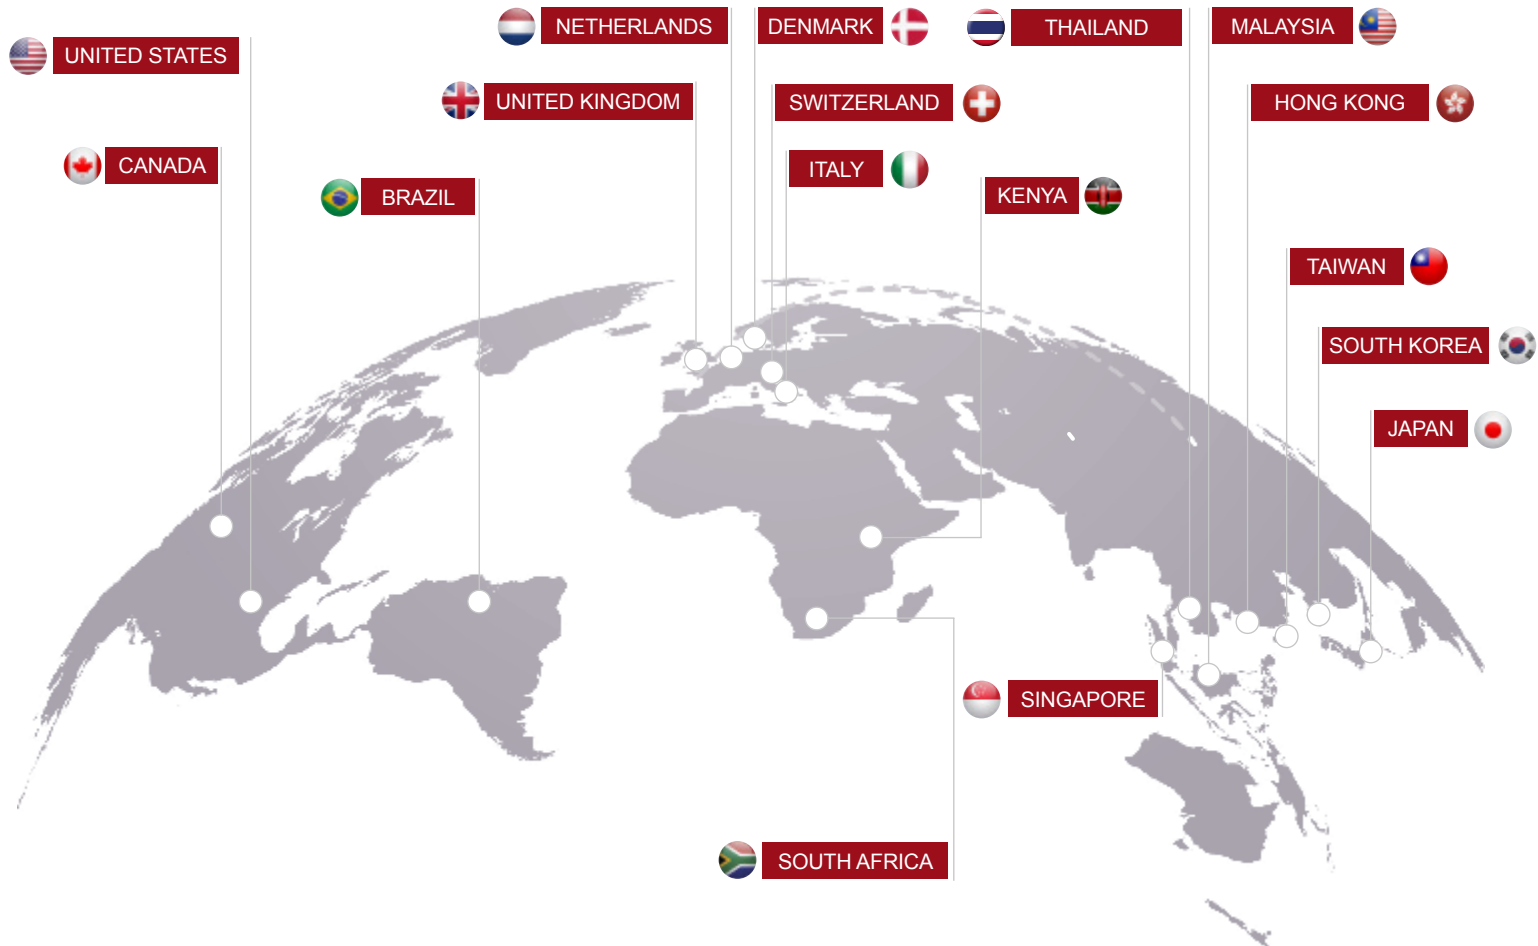 NETHERLANDS
DENMARK
THAILAND
MALAYSIA
UNITED STATES
UNITED KINGDOM
SWITZERLAND
HONG KONG
CANADA
ITALY
BRAZIL
KENYA
TAIWAN
SOUTH KOREA
JAPAN
SINGAPORE
SOUTH AFRICA